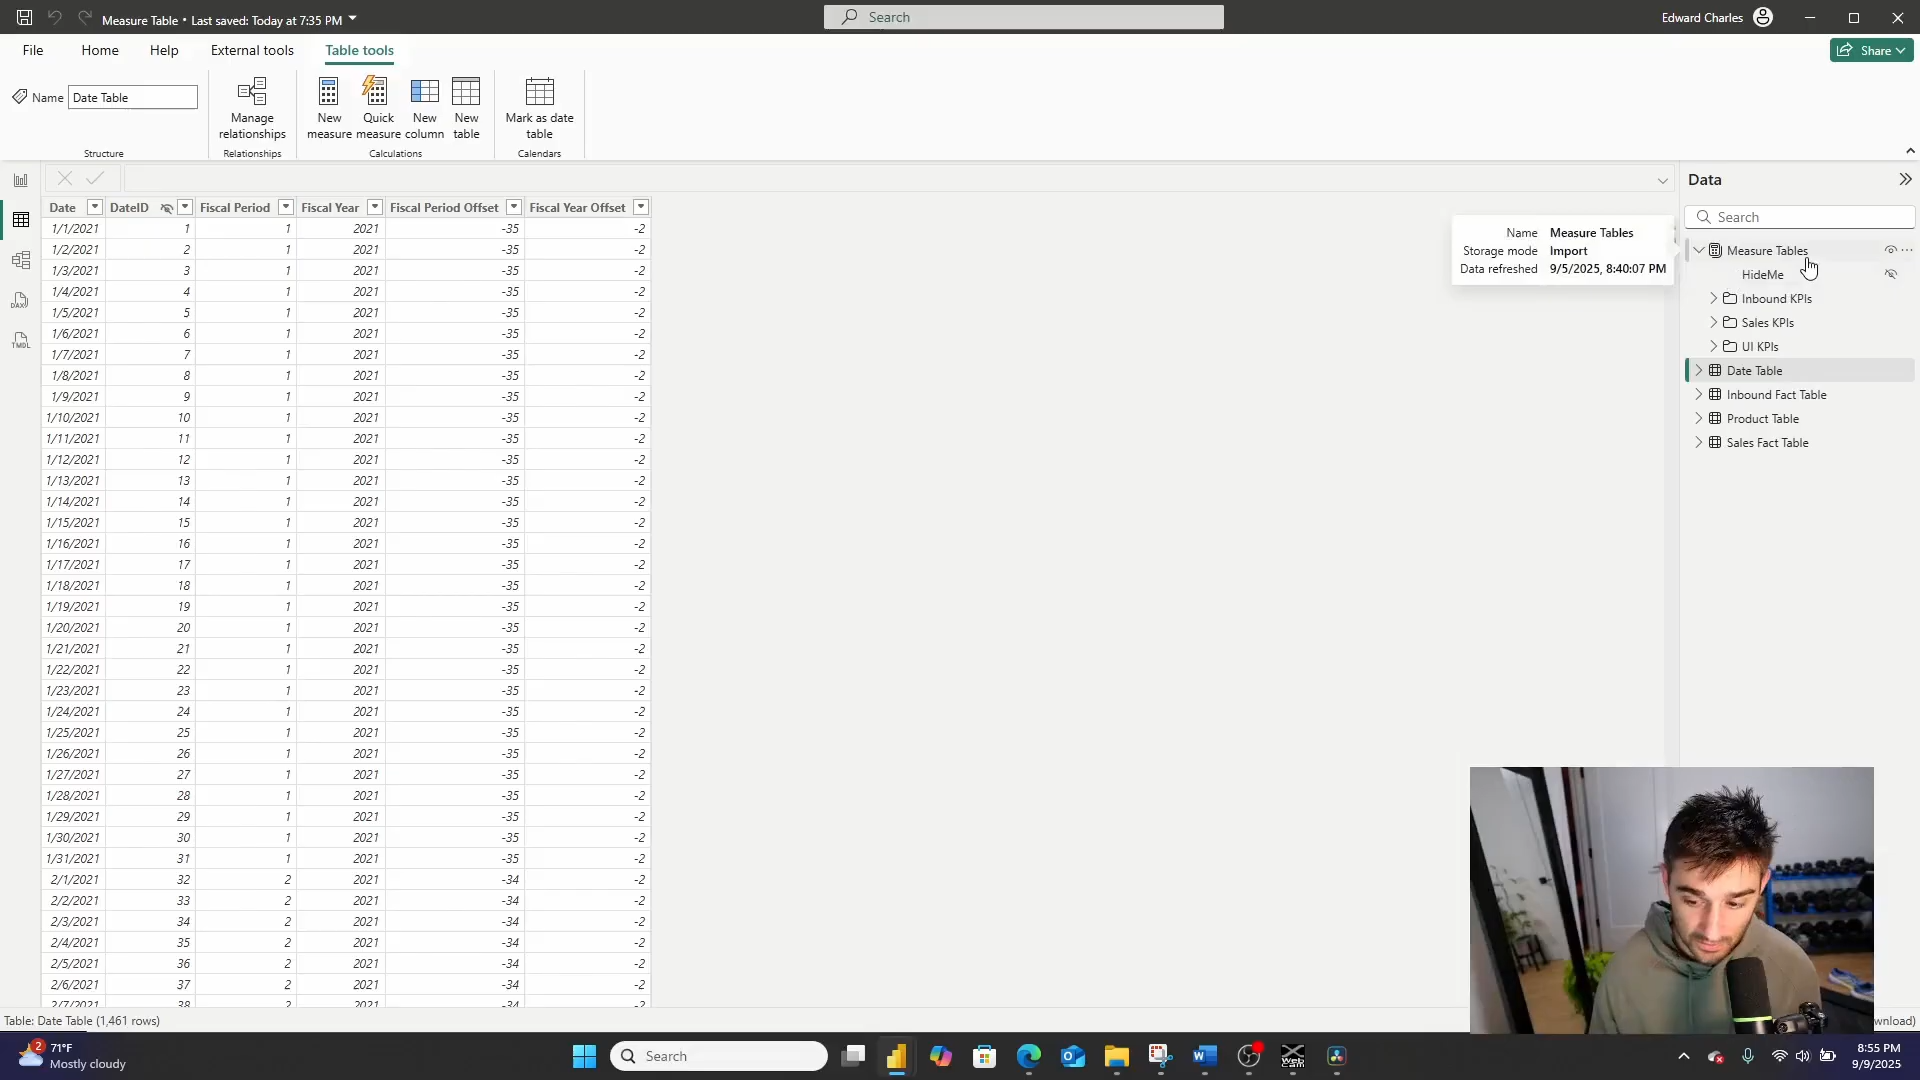 Measure Table • Last saved: Today at 7:35 PM
Search
Edward Charles
File Home Help External tools Table tools
Share
Name Date Table
Manage relationships
New measure
Quick measure
New column
New table
Mark as date table
Structure Relationships Calculations Calendars
Data
Search
Name Measure Tables
Storage mode Import
Data refreshed 9/5/2025, 8:40:07 PM
Measure Tables
HideMe
Inbound KPIs
Sales KPIs
UI KPIs
Date Table
Inbound Fact Table
Product Table
Sales Fact Table
DAX
TMDL
Date DateID Fiscal Period Fiscal Year Fiscal Period Offset Fiscal Year Offset
1/1/2021 1 1 2021 -35 -2
1/2/2021 2 1 2021 -35 -2
1/3/2021 3 1 2021 -35 -2
1/4/2021 4 1 2021 -35 -2
1/5/2021 5 1 2021 -35 -2
1/6/2021 6 1 2021 -35 -2
1/7/2021 7 1 2021 -35 -2
1/8/2021 8 1 2021 -35 -2
1/9/2021 9 1 2021 -35 -2
1/10/2021 10 1 2021 -35 -2
1/11/2021 11 1 2021 -35 -2
1/12/2021 12 1 2021 -35 -2
1/13/2021 13 1 2021 -35 -2
1/14/2021 14 1 2021 -35 -2
1/15/2021 15 1 2021 -35 -2
1/16/2021 16 1 2021 -35 -2
1/17/2021 17 1 2021 -35 -2
1/18/2021 18 1 2021 -35 -2
1/19/2021 19 1 2021 -35 -2
1/20/2021 20 1 2021 -35 -2
1/21/2021 21 1 2021 -35 -2
1/22/2021 22 1 2021 -35 -2
1/23/2021 23 1 2021 -35 -2
1/24/2021 24 1 2021 -35 -2
1/25/2021 25 1 2021 -35 -2
1/26/2021 26 1 2021 -35 -2
1/27/2021 27 1 2021 -35 -2
1/28/2021 28 1 2021 -35 -2
1/29/2021 29 1 2021 -35 -2
1/30/2021 30 1 2021 -35 -2
1/31/2021 31 1 2021 -35 -2
2/1/2021 32 2 2021 -34 -2
2/2/2021 33 2 2021 -34 -2
2/3/2021 34 2 2021 -34 -2
2/4/2021 35 2 2021 -34 -2
2/5/2021 36 2 2021 -34 -2
2/6/2021 37 2 2021 -34 -2
2/7/2021 38 2 2021 -34 -2
Table: Date Table (1,461 rows)
wnload)
2
71°F
Mostly cloudy
Search
Web Cam
8:55 PM
9/9/2025